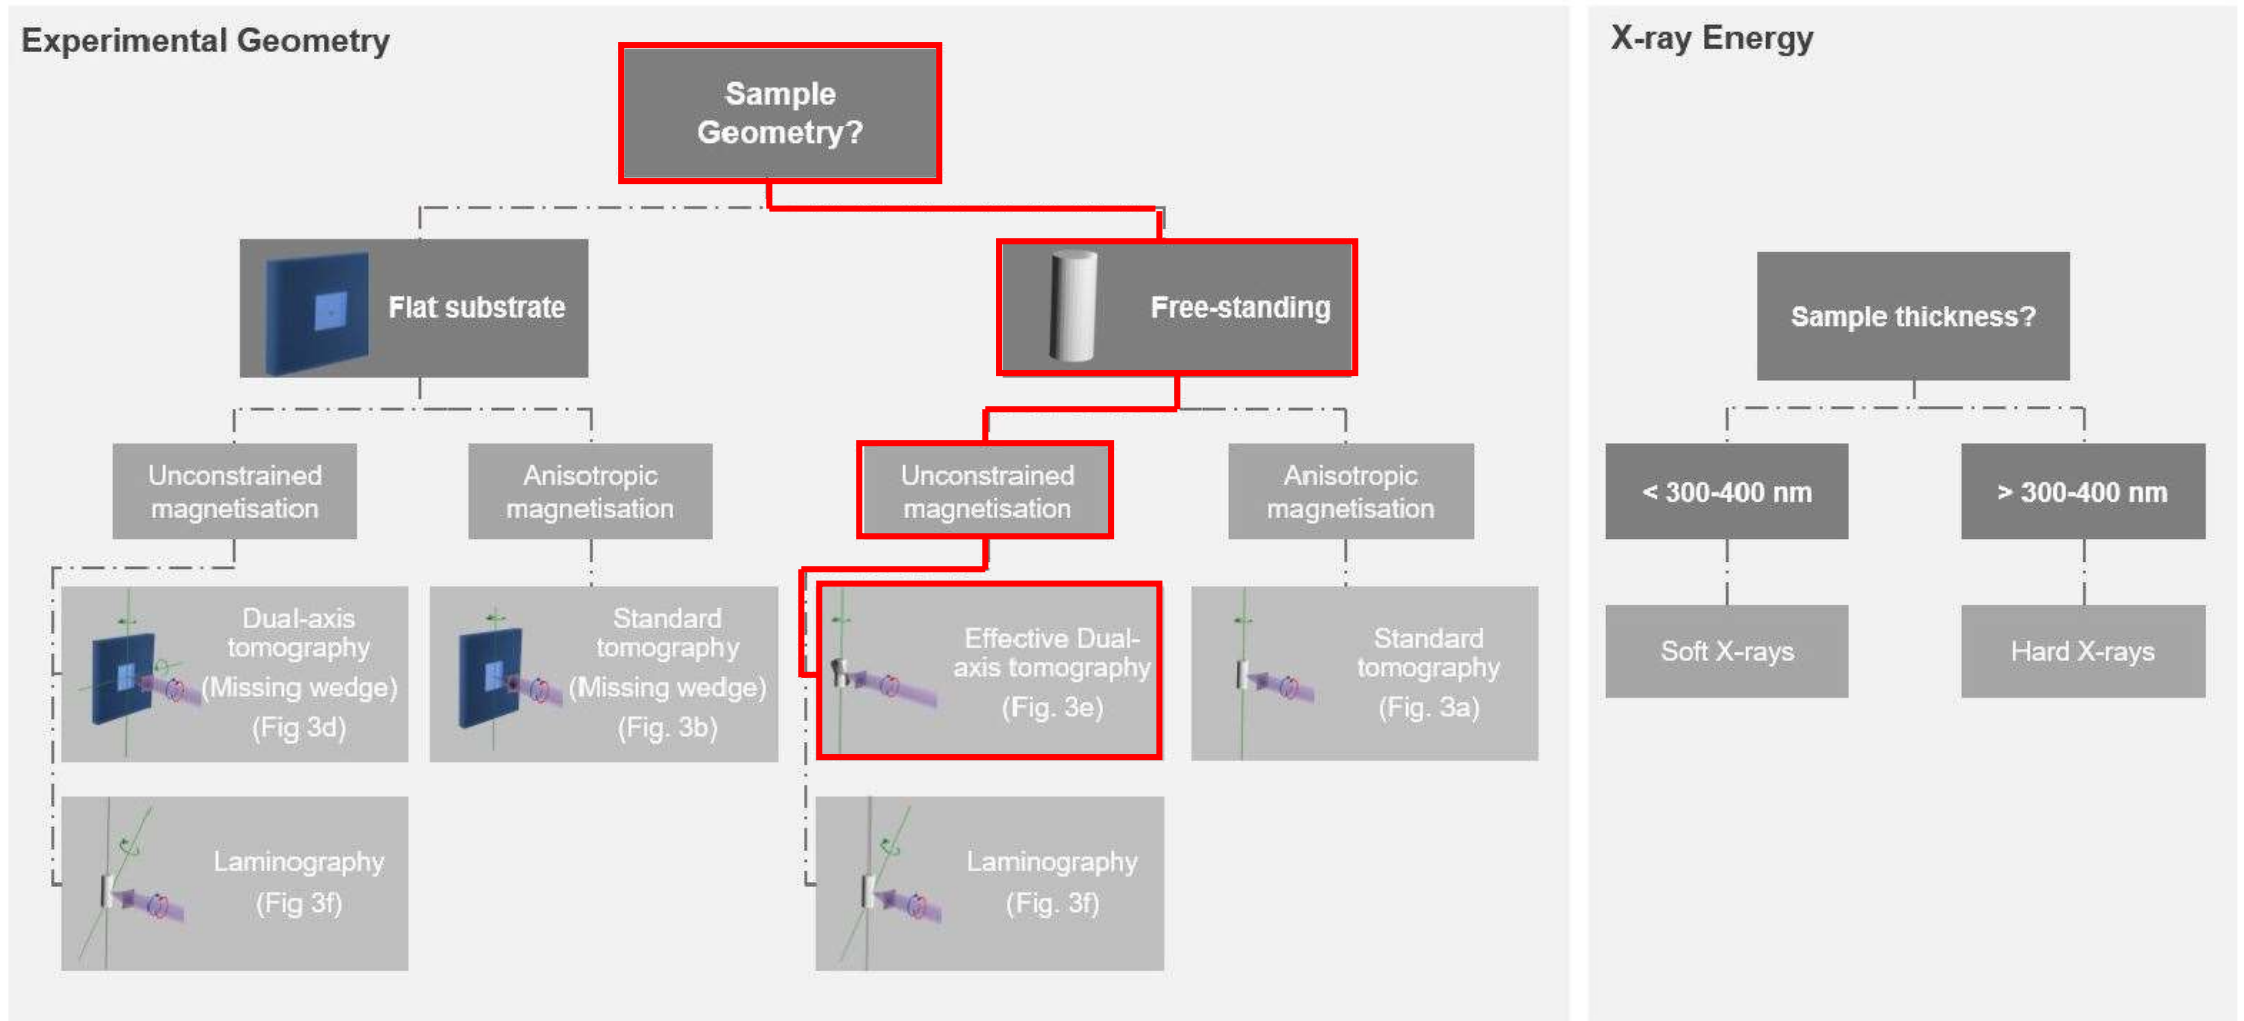 Experimental Geometry
Sample
Geometry?
Flat substrate
Free-standing
Unconstrained
magnetisation
Anisotropic
magnetisation
Unconstrained
magnetisation
Anisotropic
magnetisation
Dual-axis
tomography
(Missing wedge)
(Fig 3d)
Standard
tomography
(Missing wedge)
(Fig. 3b)
Effective Dual-
axis tomography
(Fig. 3e)
Standard
tomography
(Fig. 3a)
Laminography
(Fig 3f)
Laminography
(Fig. 3f)
X-ray Energy
Sample thickness?
< 300-400 nm
> 300-400 nm
Soft X-rays
Hard X-rays